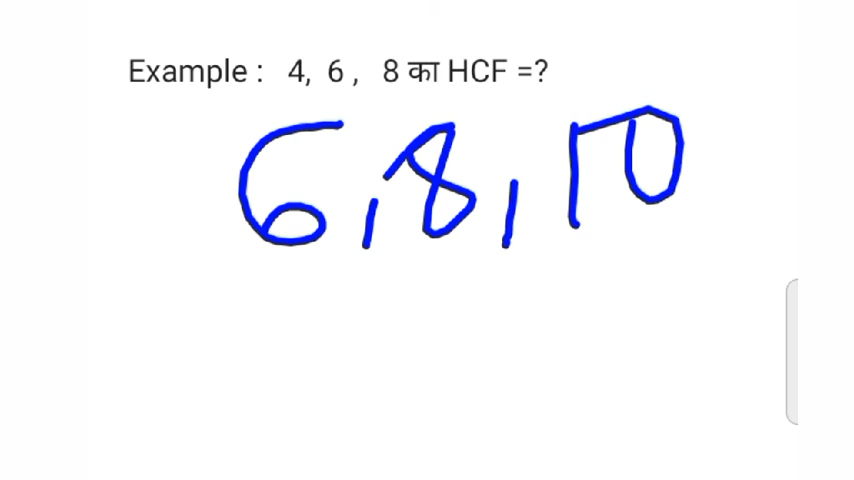 Example : 4, 6 , 8 का HCF =?
6, 8, 10